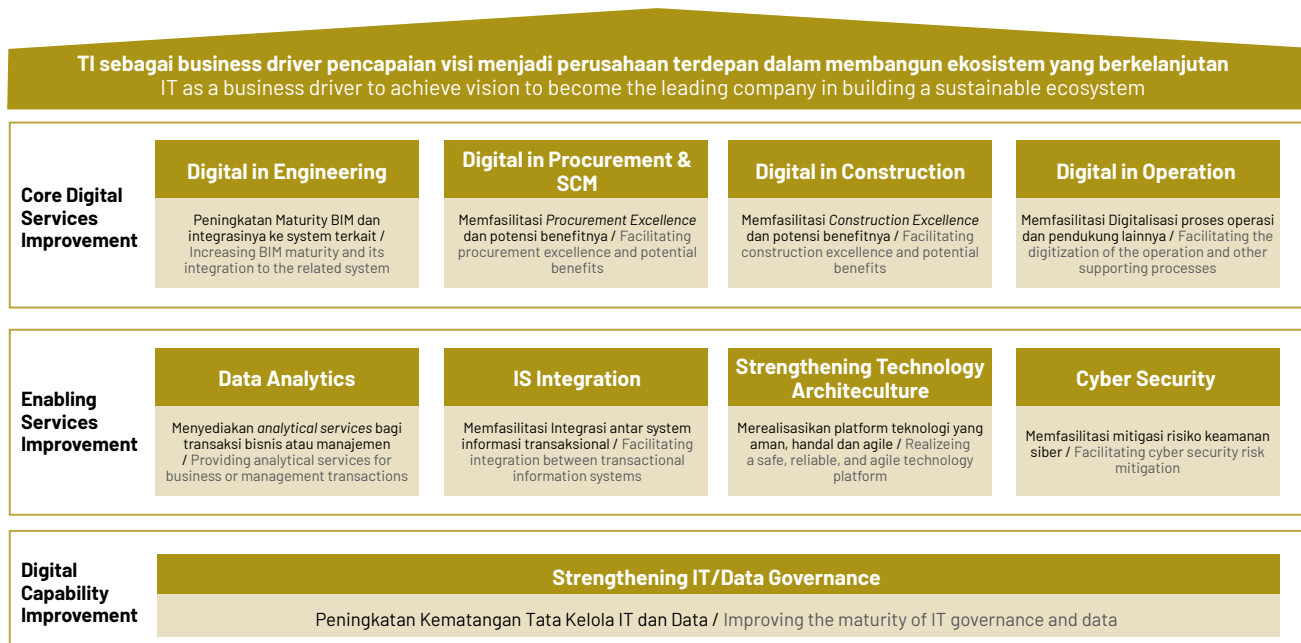 TI sebagai business driver pencapaian visi menjadi perusahaan terdepan dalam membangun ekosistem yang berkelanjutan
IT as a business driver to achieve vision to become the leading company in building a sustainable ecosystem
Core Digital
Services
Improvement
Digital in Engineering
Peningkatan Maturity BIM dan
integrasinya ke system terkait /
Increasing BIM maturity and its
integration to the related system
Digital in Procurement &
SCM
Memfasilitasi Procurement Excellence
dan potensi benefitnya / Facilitating
procurement excellence and potential
benefits
Digital in Construction
Memfasilitasi Construction Excellence
dan potensi benefitnya / Facilitating
construction excellence and potential
benefits
Digital in Operation
Memfasilitasi Digitalisasi proses operasi
dan pendukung lainnya / Facilitating the
digitization of the operation and other
supporting processes
Enabling
Services
Improvement
Data Analytics
Menyediakan analytical services bagi
transaksi bisnis atau manajemen
/ Providing analytical services for
business or management transactions
IS Integration
Memfasilitasi Integrasi antar system
informasi transaksional / Facilitating
integration between transactional
information systems
Strengthening Technology
Architeculture
Merealisasikan platform teknologi yang
aman, handal dan agile / Realizeing
a safe, reliable, and agile technology
platform
Cyber Security
Memfasilitasi mitigasi risiko keamanan
siber / Facilitating cyber security risk
mitigation
Digital
Capability
Improvement
Strengthening IT/Data Governance
Peningkatan Kematangan Tata Kelola IT dan Data / Improving the maturity of IT governance and data